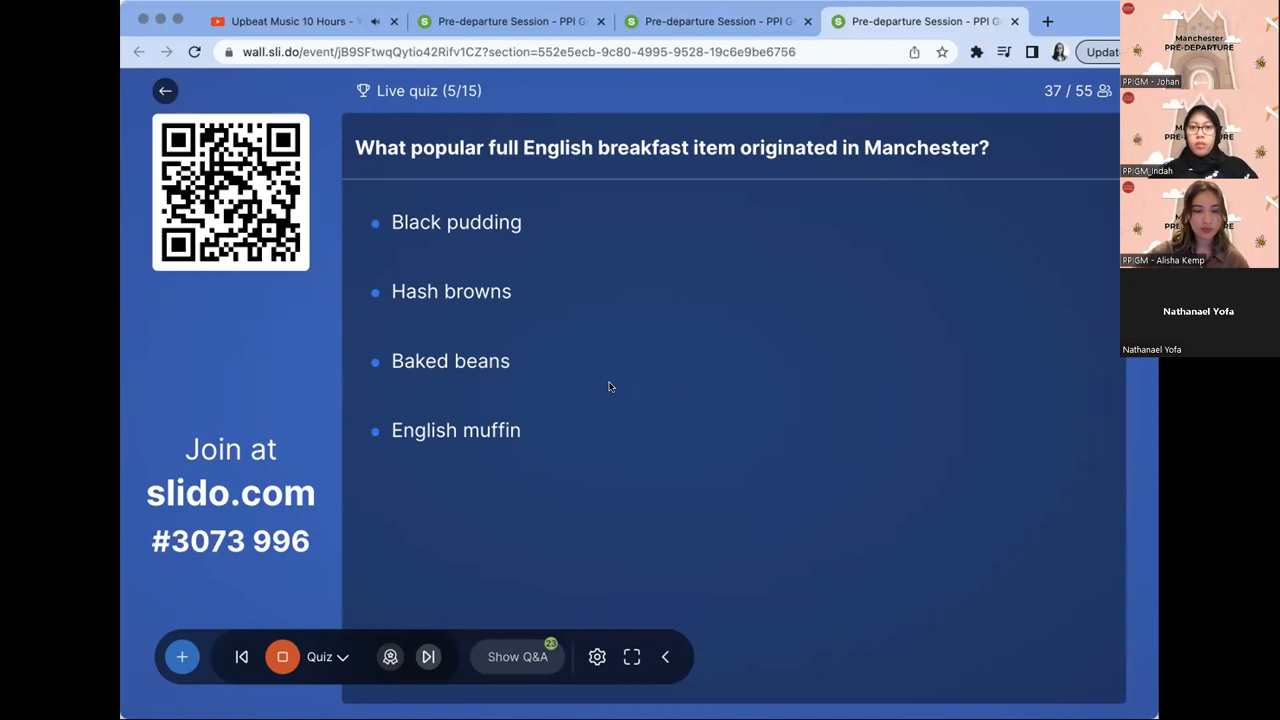 Upbeat Music 10 Hours -
Pre-departure Session - PPI G
Pre-departure Session - PPI G
Pre-departure Session - PPI G
wall.sli.do/event/jB9SFtwqQytio42Rifv1CZ?section=552e5ecb-9c80-4995-9528-19c6e9be6756
Updat
Live quiz (5/15)
37 / 55
What popular full English breakfast item originated in Manchester?
Black pudding
Hash browns
Baked beans
English muffin
Join at
slido.com
#3073 996
Quiz
Show Q&A
23
Manchester
PRE-DEPARTURE
PPIGM - Johan
PPIGM_Indah
PPIGM - Alisha Kemp
Nathanael Yofa
Nathanael Yofa